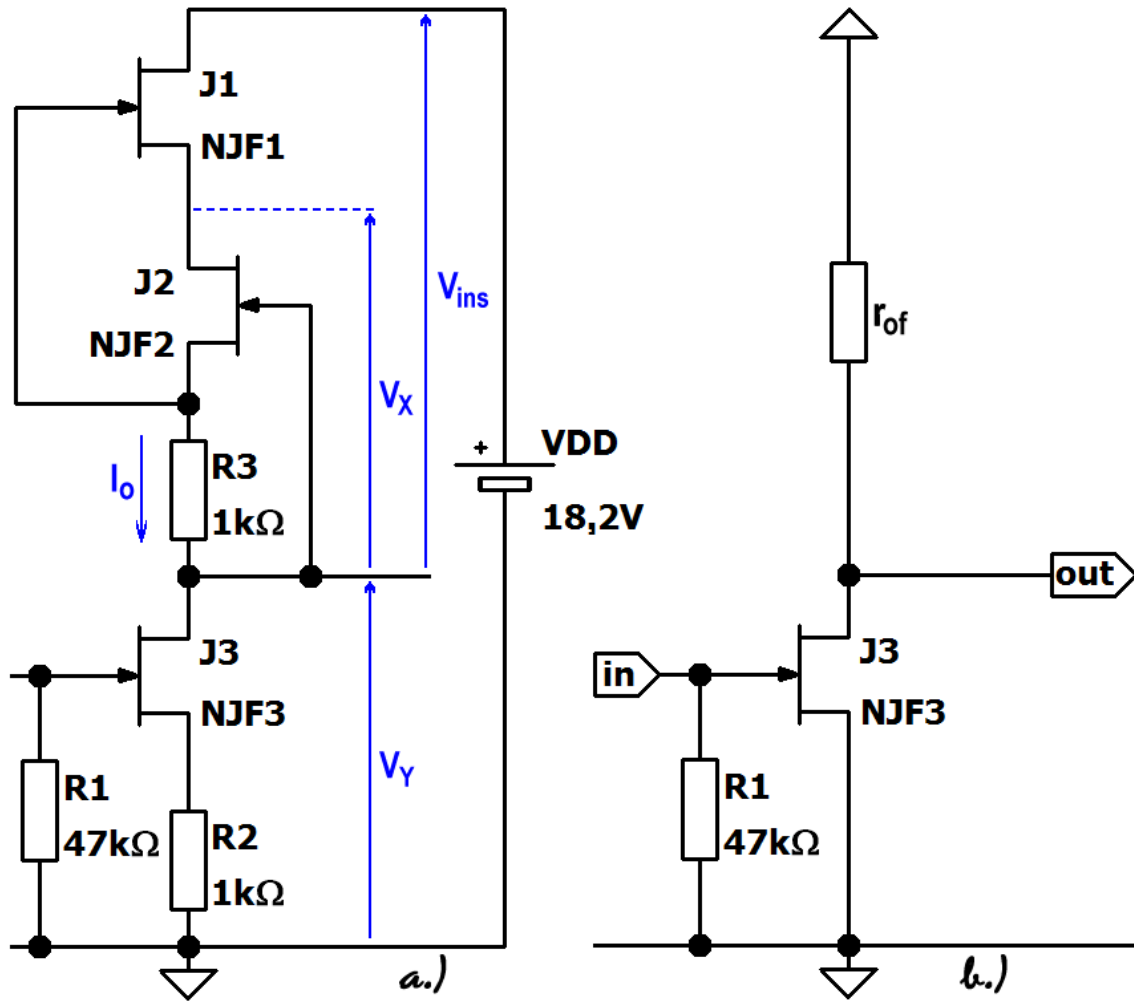 J1
NJF1
J2
NJF2
Vins
VX
VDD
+
18,2V
R3
1kΩ
Io
J3
NJF3
VY
R1
47kΩ
R2
1kΩ
a.)
rof
out
in
J3
NJF3
R1
47kΩ
b.)